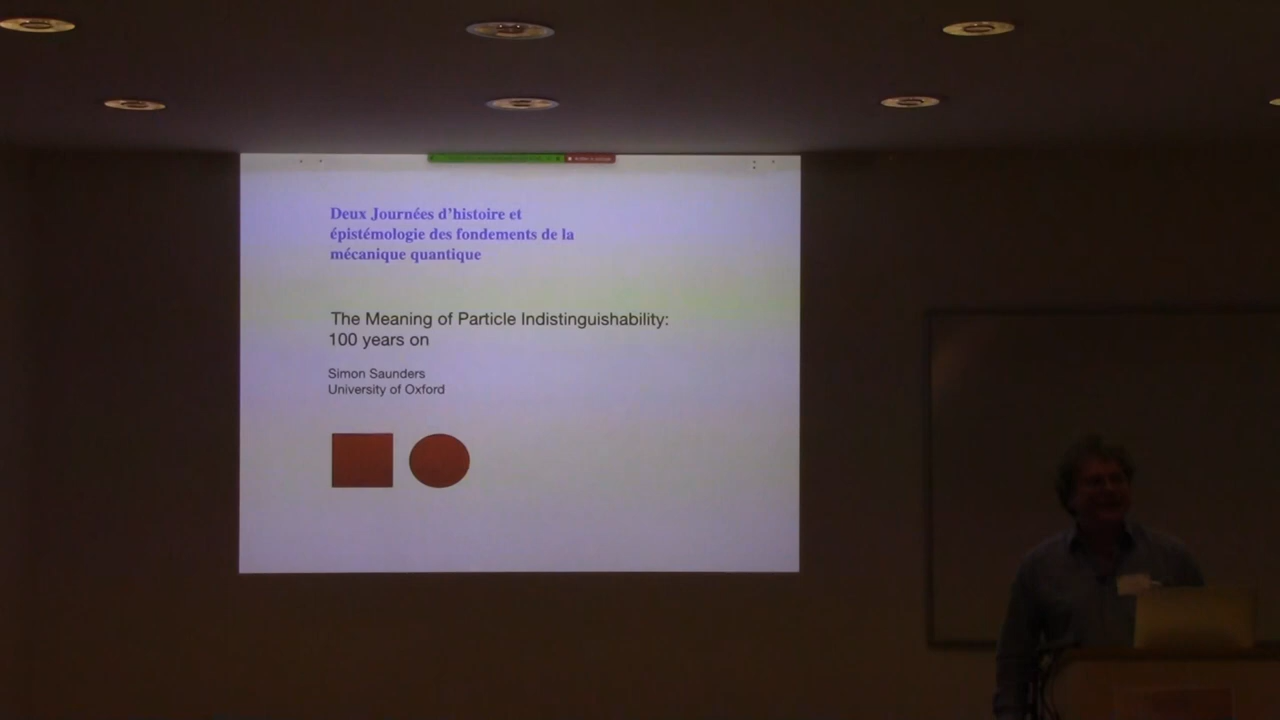 Deux Journées d'histoire et
épistémologie des fondements de la
mécanique quantique
The Meaning of Particle Indistinguishability:
100 years on
Simon Saunders
University of Oxford